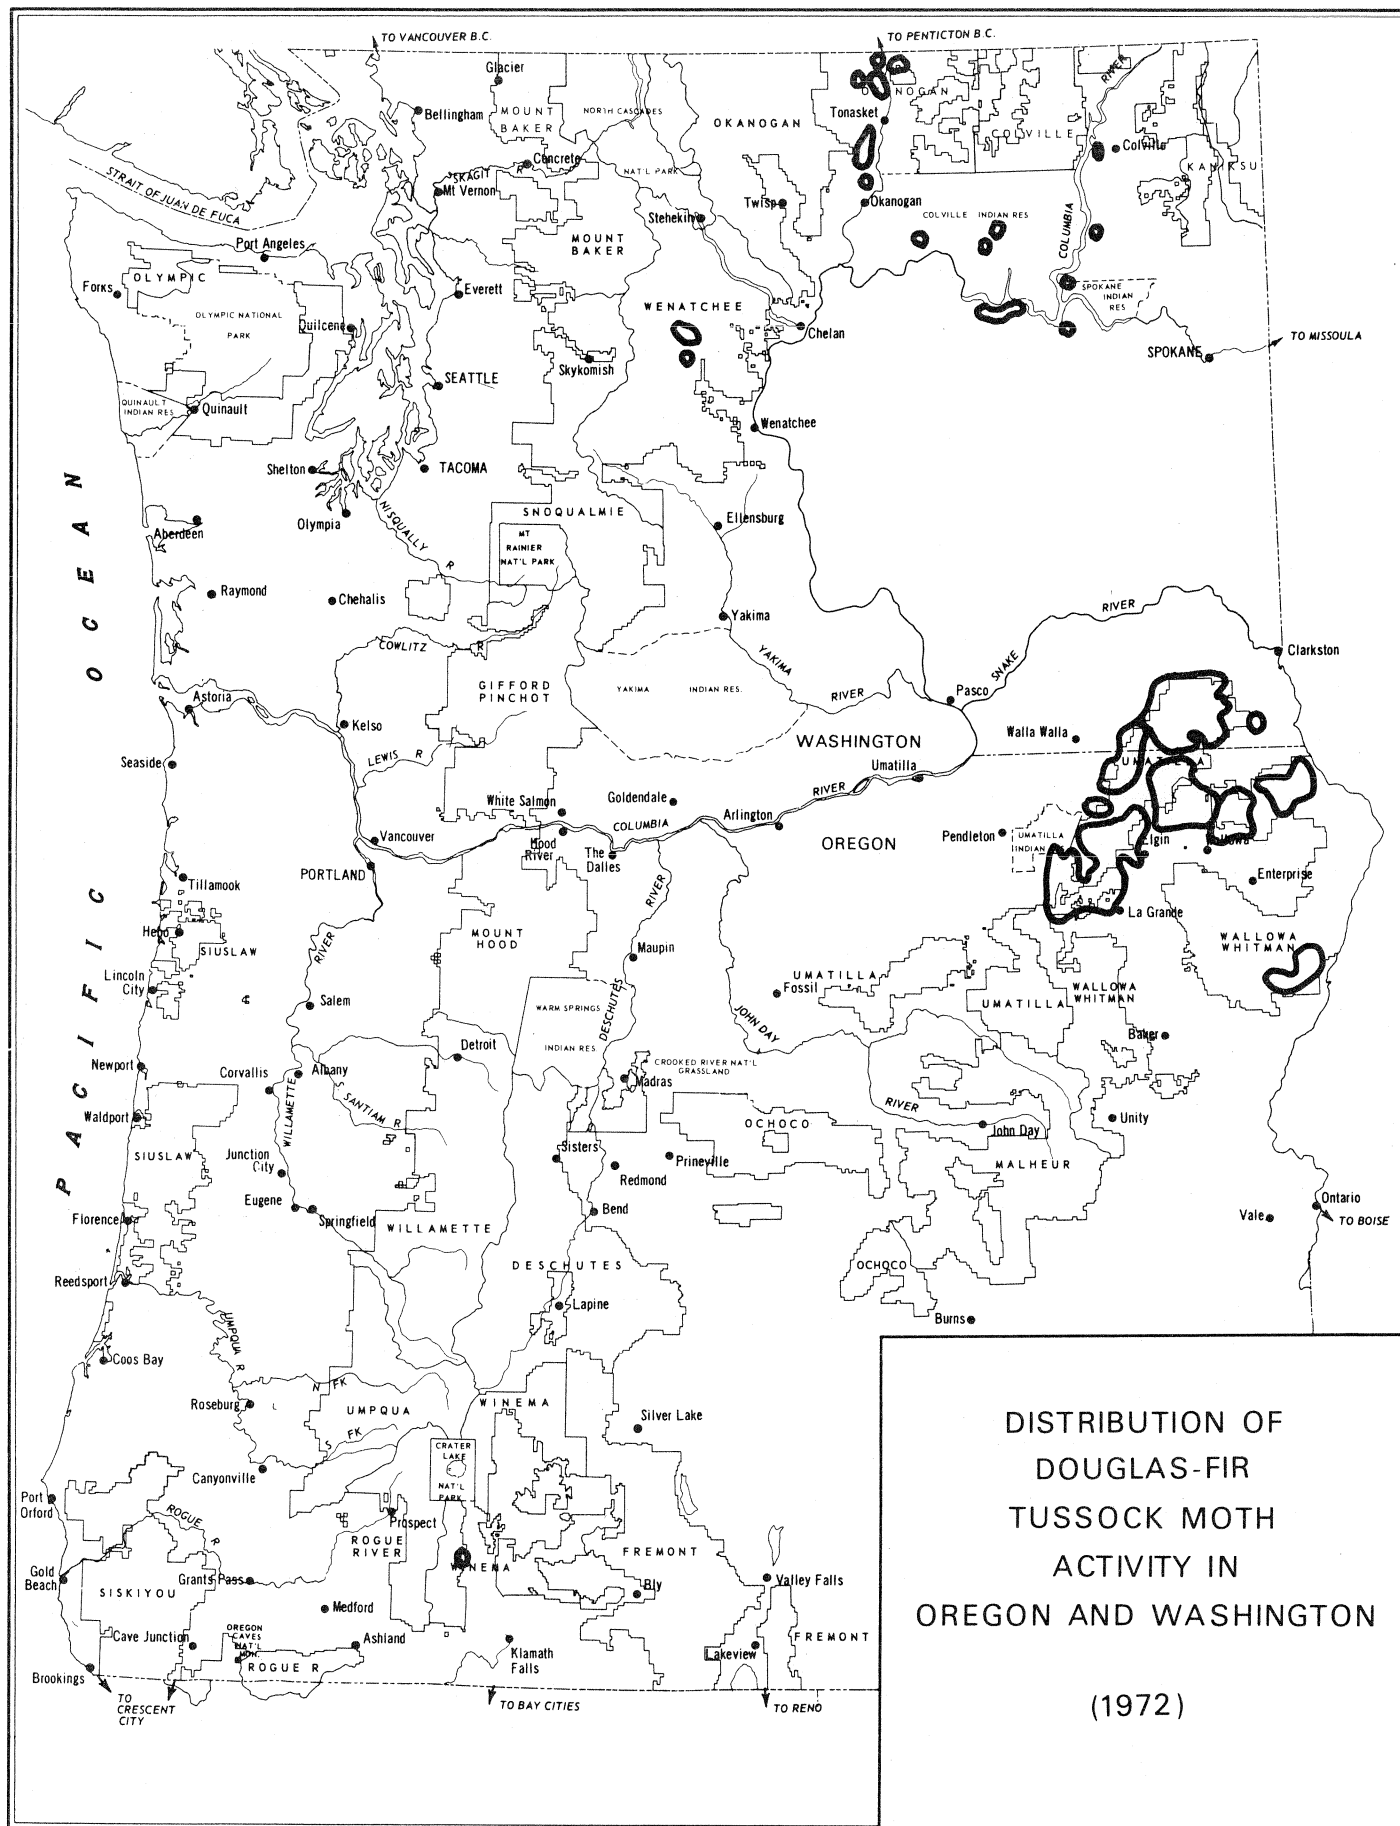 TO VANCOUVER B.C.
TO PENTICTON B.C.
Glacier
Bellingham
MOUNT
BAKER
NORTH CASCADES
NAT'L PARK
OKANOGAN
Tonasket
COLVILLE
RIVER
Colville
KANIKSU
STRAIT OF JUAN DE FUCA
SKAGIT R
Concrete
Mt Vernon
Stehekin
Twisp
Okanogan
COLVILLE INDIAN RES
COLUMBIA
Port Angeles
MOUNT
BAKER
OLYMPIC
Forks
Everett
WENATCHEE
SPOKANE
INDIAN
RES
OLYMPIC NATIONAL
PARK
Quilcene
Chelan
TO MISSOULA
SPOKANE
Skykomish
SEATTLE
QUINAULT
INDIAN RES
Quinault
Wenatchee
Shelton
TACOMA
PACIFIC OCEAN
Olympia
NISQUALLY R
SNOQUALMIE
Ellensburg
Aberdeen
MT
RAINIER
NAT'L PARK
Raymond
Chehalis
Yakima
SNAKE RIVER
Clarkston
COWLITZ R
YAKIMA RIVER
GIFFORD
PINCHOT
YAKIMA INDIAN RES.
Pasco
Astoria
Kelso
WASHINGTON
Walla Walla
LEWIS R
Seaside
Umatilla
UMATILLA
White Salmon
Goldendale
COLUMBIA RIVER
Arlington
Vancouver
Hood
River
The
Dalles
OREGON
Pendleton
UMATILLA
INDIAN
Elgin
PORTLAND
Tillamook
Enterprise
RIVER
La Grande
Hebo
SIUSLAW
MOUNT
HOOD
Maupin
WALLOWA
WHITMAN
Lincoln
City
RIVER
UMATILLA
Fossil
UMATILLA
WALLOWA
WHITMAN
Salem
WARM SPRINGS
INDIAN RES
DESCHUTES
JOHN DAY
Baker
Newport
Detroit
CROOKED RIVER NAT'L
GRASSLAND
Corvallis
Albany
Madras
Waldport
WILLAMETTE
S SANTIAM R
RIVER
OCHOCO
John Day
Unity
SIUSLAW
Junction
City
Sisters
Prineville
MALHEUR
Redmond
Eugene
Springfield
Bend
Ontario
Florence
WILLAMETTE
Vale
TO BOISE
DESCHUTES
OCHOCO
Reedsport
Lapine
Burns
UMPQUA R
Coos Bay
N FK
Roseburg
UMPQUA
WINEMA
Silver Lake
S FK
CRATER
LAKE
NAT'L
PARK
Canyonville
Port
Orford
ROGUE R
Prospect
ROGUE
RIVER
FREMONT
WINEMA
Gold
Beach
SISKIYOU
Grants Pass
Bly
Valley Falls
Medford
OREGON
CAVES
NAT'L
MON.
Cave Junction
Ashland
FREMONT
ROGUE R
Klamath
Falls
Lakeview
Brookings
TO
CRESCENT
CITY
TO BAY CITIES
TO RENO
DISTRIBUTION OF
DOUGLAS-FIR
TUSSOCK MOTH
ACTIVITY IN
OREGON AND WASHINGTON
(1972)